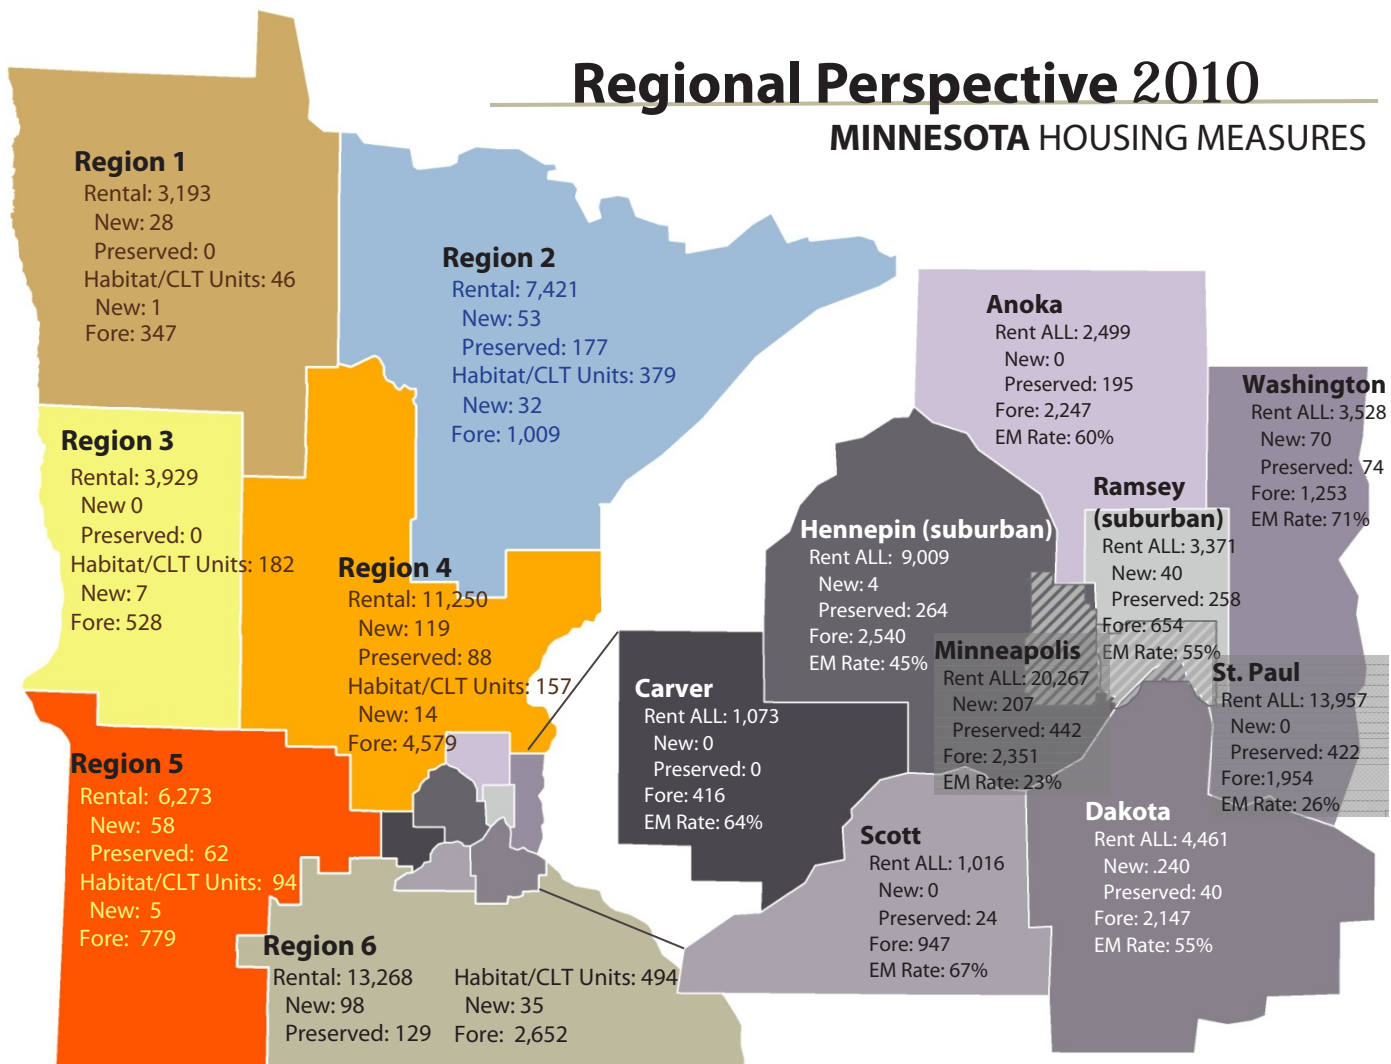 Regional Perspective 2010
MINNESOTA HOUSING MEASURES
Region 1
Rental: 3,193
New: 28
Preserved: 0
Habitat/CLT Units: 46
New: 1
Fore: 347
Region 2
Rental: 7,421
New: 53
Preserved: 177
Habitat/CLT Units: 379
New: 32
Fore: 1,009
Region 3
Rental: 3,929
New 0
Preserved: 0
Habitat/CLT Units: 182
New: 7
Fore: 528
Region 4
Rental: 11,250
New: 119
Preserved: 88
Habitat/CLT Units: 157
New: 14
Fore: 4,579
Region 5
Rental: 6,273
New: 58
Preserved: 62
Habitat/CLT Units: 94
New: 5
Fore: 779
Region 6
Rental: 13,268
New: 98
Preserved: 129
Habitat/CLT Units: 494
New: 35
Fore: 2,652
Anoka
Rent ALL: 2,499
New: 0
Preserved: 195
Fore: 2,247
EM Rate: 60%
Washington
Rent ALL: 3,528
New: 70
Preserved: 74
Fore: 1,253
EM Rate: 71%
Ramsey
(suburban)
Rent ALL: 3,371
New: 40
Preserved: 258
Fore: 654
EM Rate: 55%
Hennepin (suburban)
Rent ALL: 9,009
New: 4
Preserved: 264
Fore: 2,540
EM Rate: 45%
Minneapolis
Rent ALL: 20,267
New: 207
Preserved: 442
Fore: 2,351
EM Rate: 23%
St. Paul
Rent ALL: 13,957
New: 0
Preserved: 422
Fore:1,954
EM Rate: 26%
Carver
Rent ALL: 1,073
New: 0
Preserved: 0
Fore: 416
EM Rate: 64%
Scott
Rent ALL: 1,016
New: 0
Preserved: 24
Fore: 947
EM Rate: 67%
Dakota
Rent ALL: 4,461
New: .240
Preserved: 40
Fore: 2,147
EM Rate: 55%